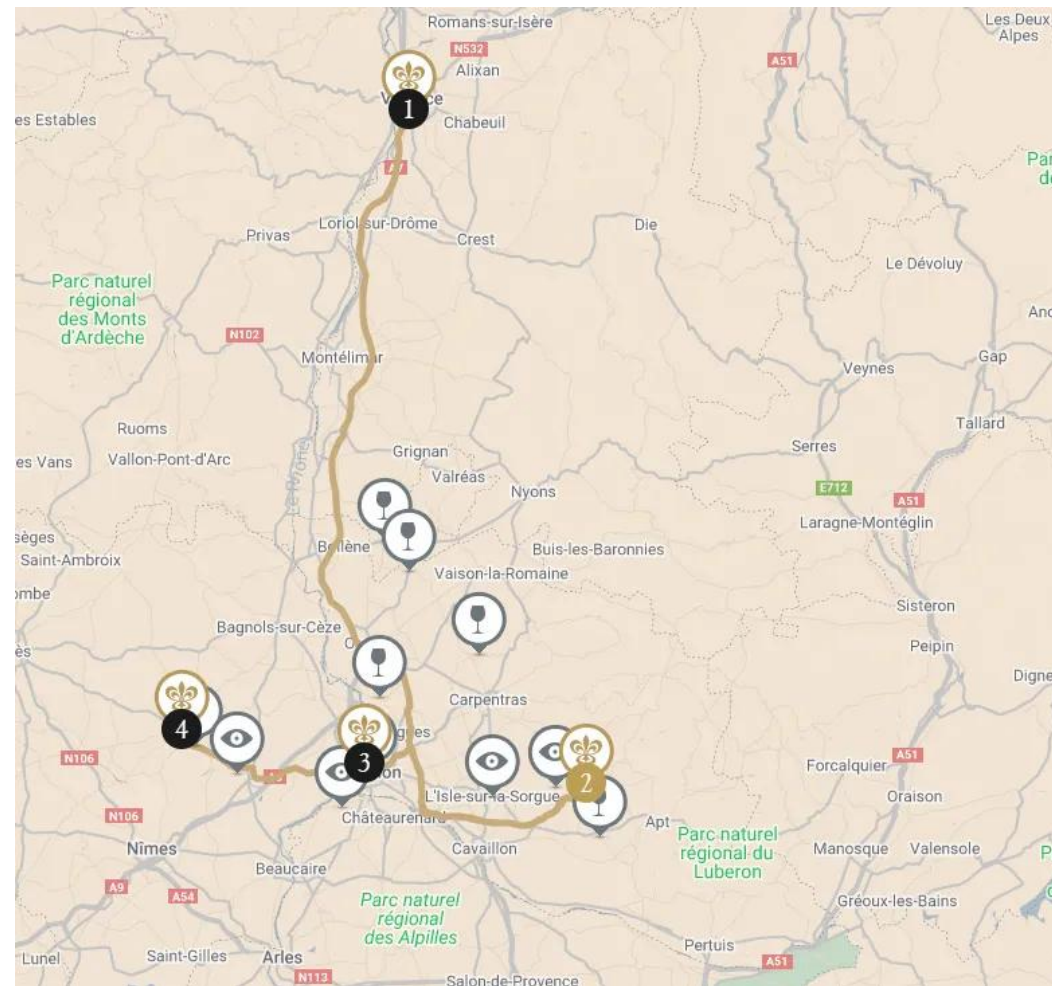 Romans-sur-Isère
Les Deux
Alpes
N532
A51
Alixan
1
es Estables
Chabeuil
A7
Loriol-sur-Drôme
Die
Privas
Crest
Le Dévoluy
Parc naturel
régional
des Monts
d'Ardèche
N102
Montélimar
Gap
Veynes
Tallard
Ruoms
Grignan
Serres
es Vans
Vallon-Pont-d'Arc
Valréas
Nyons
E712
A51
Le Rhône
Laragne-Montéglin
Buis-les-Baronnies
Saint-Ambroix
Vaison-la-Romaine
Sisteron
Bagnols-sur-Cèze
Peipin
Digne
Carpentras
4
3
2
N106
A51
Forcalquier
L'Isle-sur-la-Sorgue
Oraison
N106
Châteaurenard
Apt
Parc naturel
régional du
Luberon
Nîmes
Cavaillon
Manosque
Valensole
Beaucaire
A9
A54
Parc naturel
régional
des Alpilles
Gréoux-les-Bains
Pertuis
Lunel
Saint-Gilles
Arles
A51
N113
Salon-de-Provence